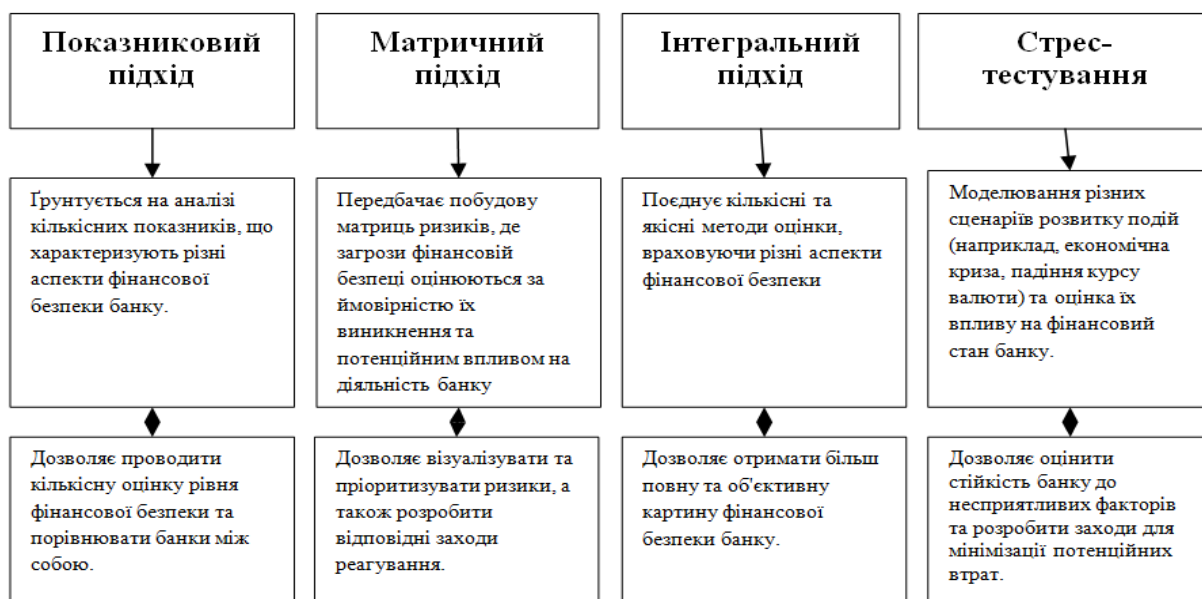 Показниковий
підхід
Матричний
підхід
Інтегральний
підхід
Стрес-
тестування
Ґрунтується на аналізі
кількісних показників, що
характеризують різні
аспекти фінансової
безпеки банку.
Передбачає побудову
матриць ризиків, де
загрози фінансовій
безпеці оцінюються за
ймовірністю їх
виникнення та
потенційним впливом на
діяльність банку
Поєднує кількісні та
якісні методи оцінки,
враховуючи різні аспекти
фінансової безпеки
Моделювання різних
сценаріїв розвитку подій
(наприклад, економічна
криза, падіння курсу
валюти) та оцінка їх
впливу на фінансовий
стан банку.
Дозволяє проводити
кількісну оцінку рівня
фінансової безпеки та
порівнювати банки між
собою.
Дозволяє візуалізувати та
пріоритизувати ризики, а
також розробити
відповідні заходи
реагування.
Дозволяє отримати більш
повну та об'єктивну
картину фінансової
безпеки банку.
Дозволяє оцінити
стійкість банку до
несприятливих факторів
та розробити заходи для
мінімізації потенційних
втрат.